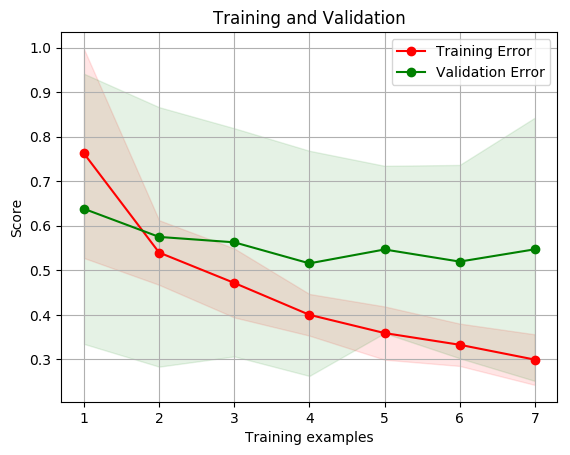 Training and Validation
Training Error
Validation Error
1.0
0.9
0.8
0.7
0.6
0.5
0.4
0.3
Score
1 2 3 4 5 6 7
Training examples